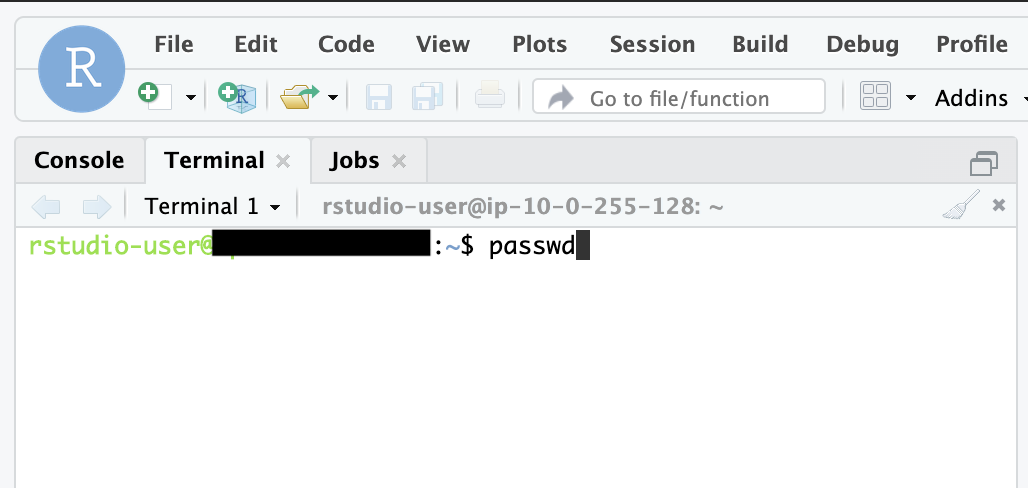 R File Edit Code View Plots Session Build Debug Profile
R Go to file/function Addins
Console Terminal Jobs
Terminal 1 rstudio-user@ip-10-0-255-128: ~
rstudio-user@ :~$ passwd